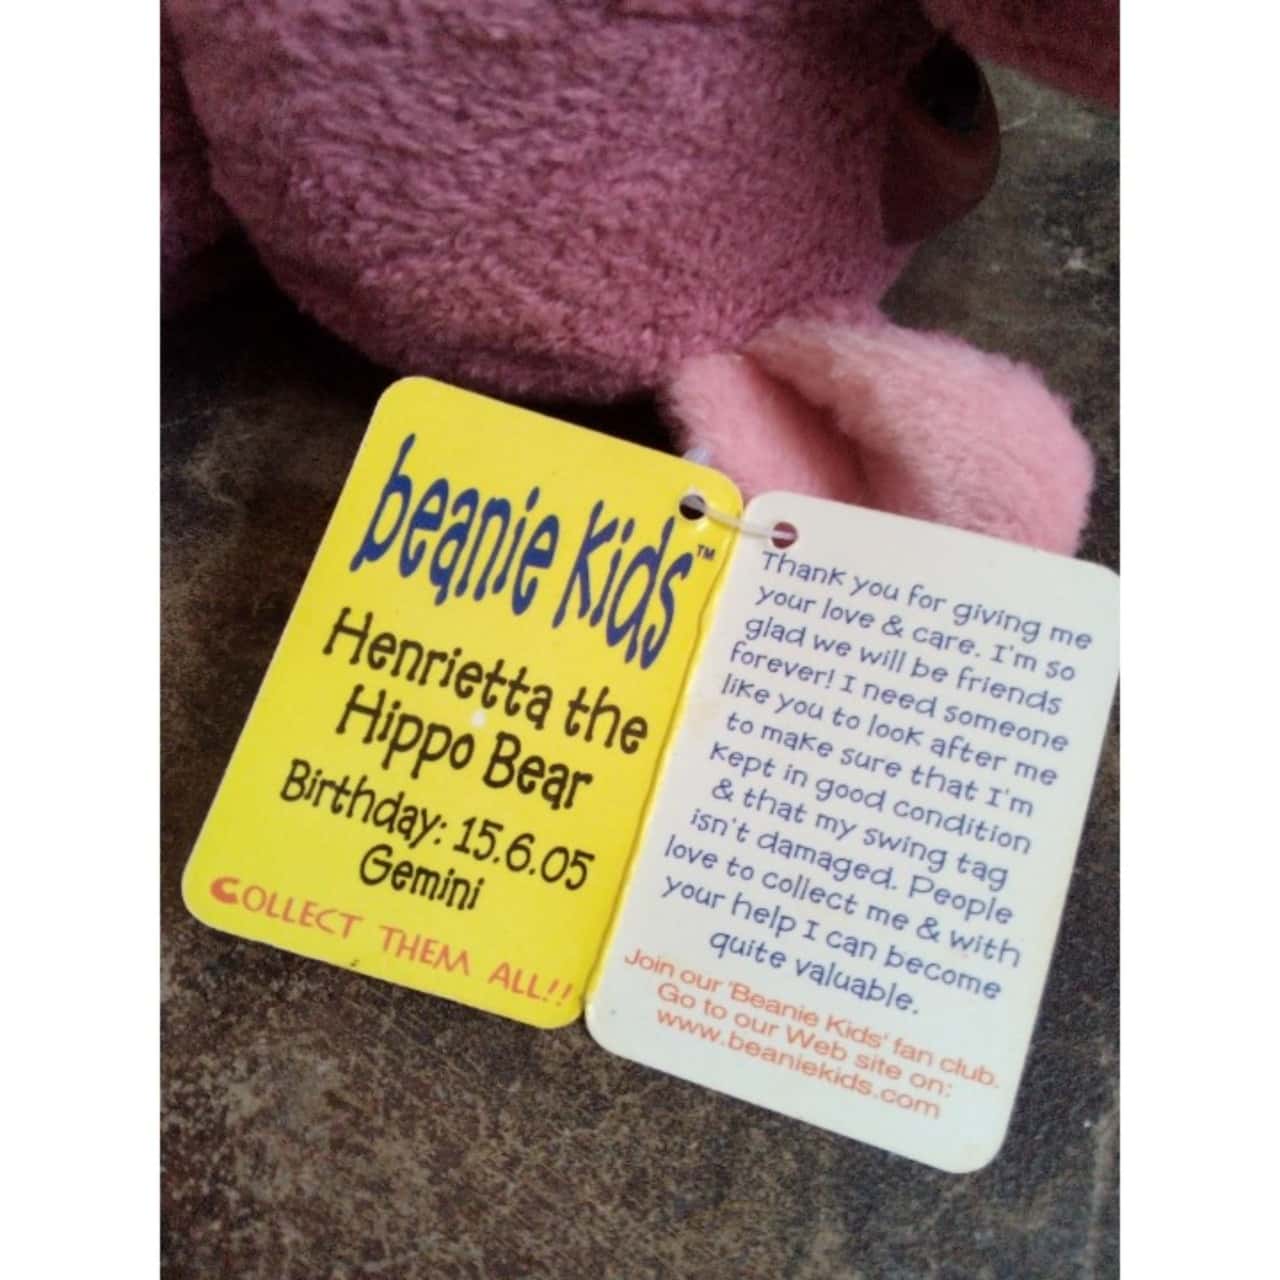 beanie kids™
Henrietta the
Hippo Bear
Birthday: 15.6.05
Gemini
COLLECT THEM ALL!!
Thank you for giving me
your love & care. I'm so
glad we will be friends
forever! I need someone
like you to look after me
to make sure that I'm
kept in good condition
& that my swing tag
isn't damaged. People
love to collect me & with
your help I can become
quite valuable.
Join our 'Beanie Kids' fan club.
Go to our Web site on:
www.beaniekids.com